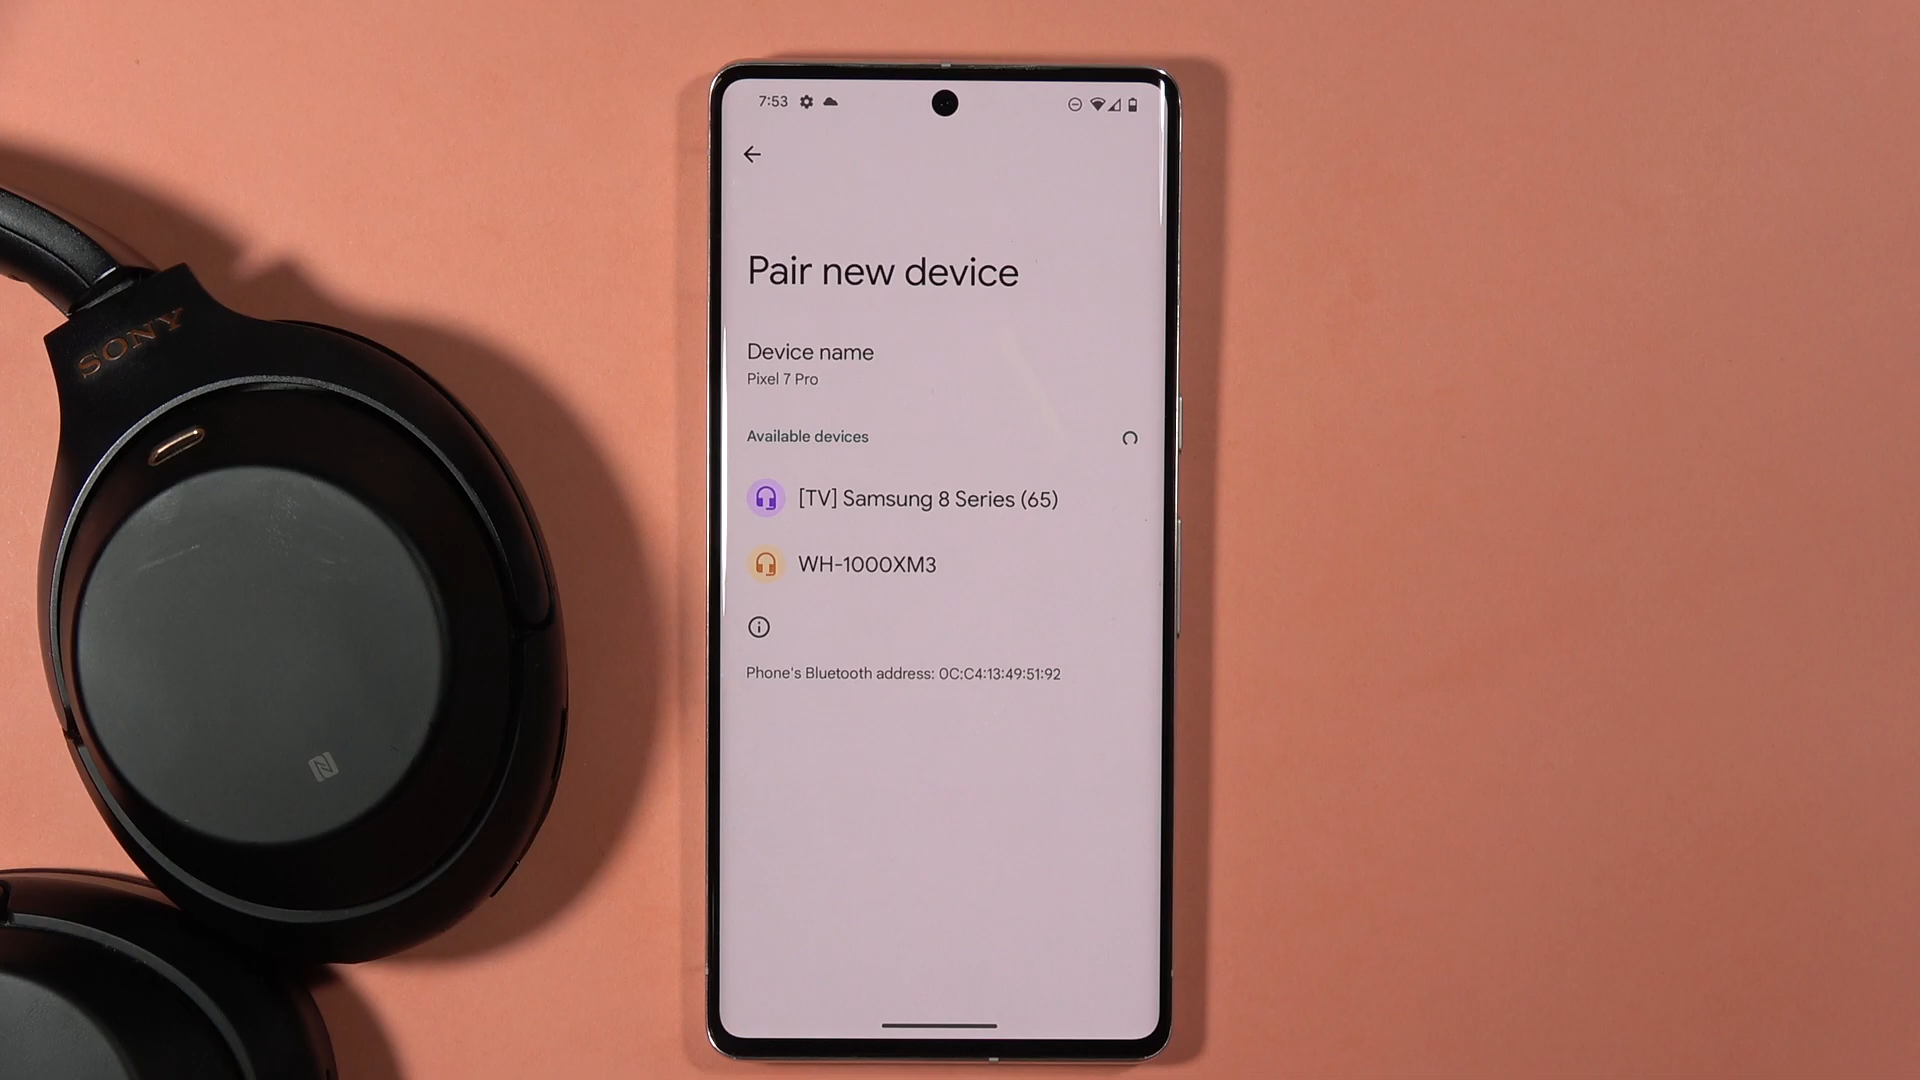 SONY
7:53
Pair new device
Device name
Pixel 7 Pro
Available devices
[TV] Samsung 8 Series (65)
WH-1000XM3
Phone's Bluetooth address: 0C:C4:13:49:51:92